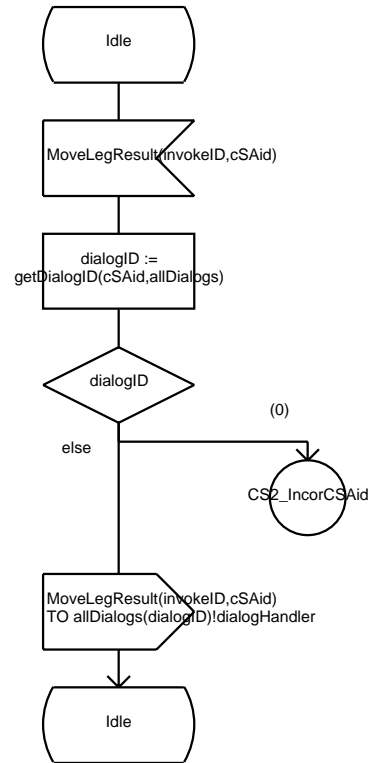 Idle
MoveLegResult(invokeID,cSAid)
dialogID :=
getDialogID(cSAid,allDialogs)
dialogID
(0)
else
CS2_IncorCSAid
MoveLegResult(invokeID,cSAid)
TO allDialogs(dialogID)!dialogHandler
Idle